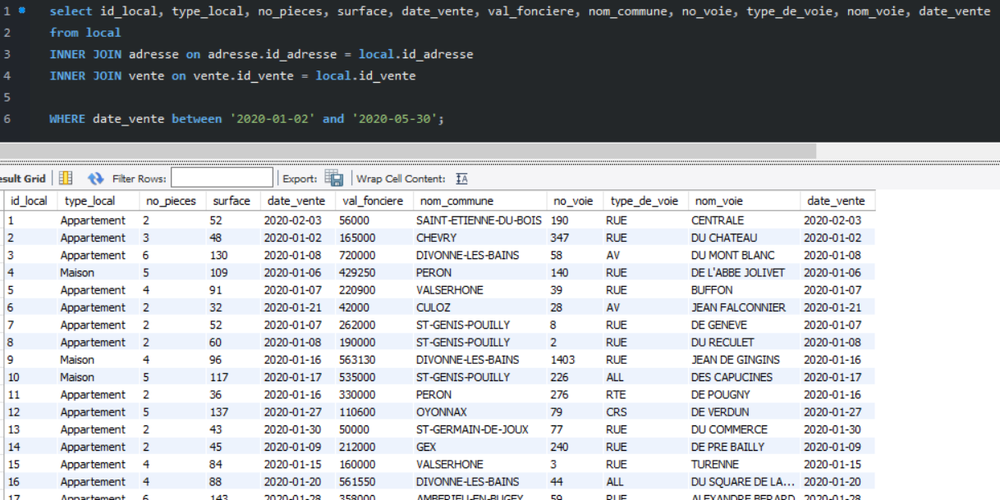 1 select id_local, type_local, no_pieces, surface, date_vente, val_fonciere, nom_commune, no_voie, type_de_voie, nom_voie, date_vente
2 from local
3 INNER JOIN adresse on adresse.id_adresse = local.id_adresse
4 INNER JOIN vente on vente.id_vente = local.id_vente
5
6 WHERE date_vente between '2020-01-02' and '2020-05-30';
esult Grid Filter Rows: Export: Wrap Cell Content: IA
id_local type_local no_pieces surface date_vente val_fonciere nom_commune no_voie type_de_voie nom_voie date_vente
1 Appartement 2 52 2020-02-03 56000 SAINT-ETIENNE-DU-BOIS 190 RUE CENTRALE 2020-02-03
2 Appartement 3 48 2020-01-02 165000 CHEVRY 347 RUE DU CHATEAU 2020-01-02
3 Appartement 6 130 2020-01-08 720000 DIVONNE-LES-BAINS 58 AV DU MONT BLANC 2020-01-08
4 Maison 5 109 2020-01-06 429250 PERON 140 RUE DE L'ABBE JOLIVET 2020-01-06
5 Appartement 4 91 2020-01-07 220900 VALSERHONE 39 RUE BUFFON 2020-01-07
6 Appartement 2 32 2020-01-21 42000 CULOZ 28 AV JEAN FALCONNIER 2020-01-21
7 Appartement 2 52 2020-01-07 262000 ST-GENIS-POUILLY 8 RUE DE GENEVE 2020-01-07
8 Appartement 2 60 2020-01-08 190000 ST-GENIS-POUILLY 2 RUE DU RECULET 2020-01-08
9 Maison 4 96 2020-01-16 563130 DIVONNE-LES-BAINS 1403 RUE JEAN DE GINGINS 2020-01-16
10 Maison 5 117 2020-01-17 535000 ST-GENIS-POUILLY 226 ALL DES CAPUCINES 2020-01-17
11 Appartement 2 36 2020-01-16 330000 PERON 276 RTE DE POUGNY 2020-01-16
12 Appartement 5 137 2020-01-27 110600 OYONNAX 79 CRS DE VERDUN 2020-01-27
13 Appartement 2 43 2020-01-30 50000 ST-GERMAIN-DE-JOUX 77 RUE DU COMMERCE 2020-01-30
14 Appartement 2 45 2020-01-09 212000 GEX 240 RUE DE PRE BAILLY 2020-01-09
15 Appartement 4 84 2020-01-15 160000 VALSERHONE 3 RUE TURENNE 2020-01-15
16 Appartement 4 88 2020-01-20 561550 DIVONNE-LES-BAINS 44 ALL DU SQUARE DE LA... 2020-01-20
17 Appartement 6 143 2020-01-28 358000 AMBERIEU-EN-BUGEY 59 RUE ALEXANDRE BERARD 2020-01-28